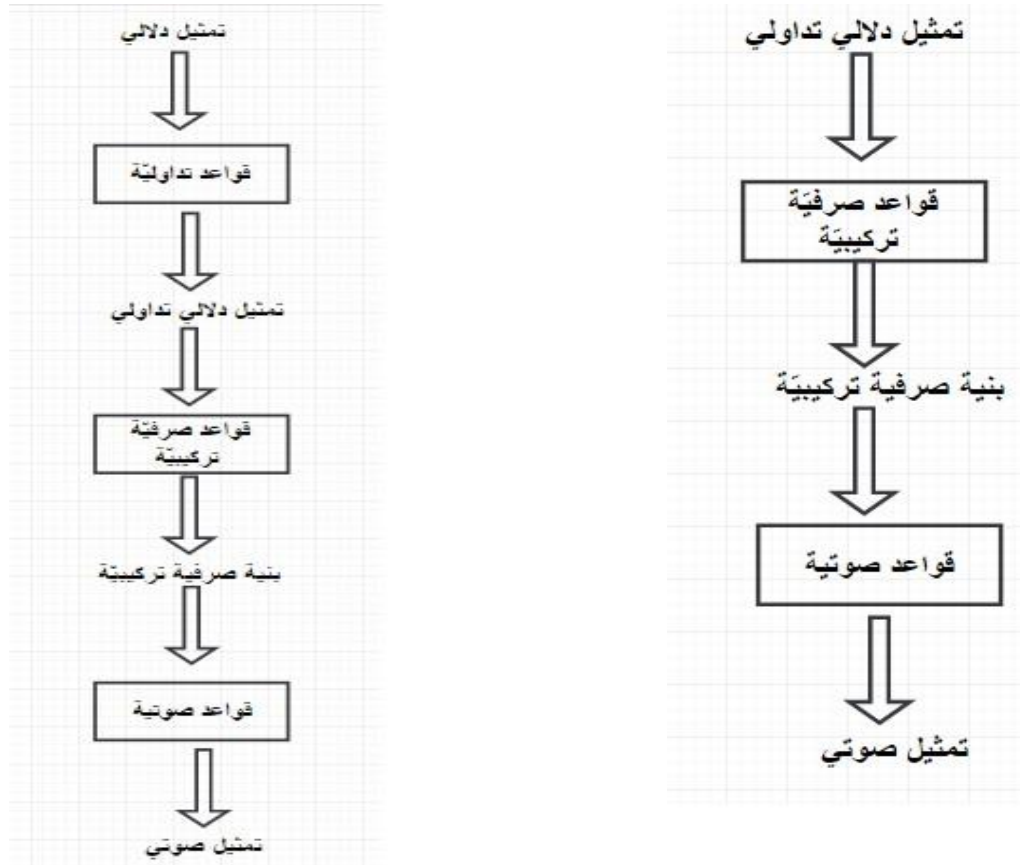 تمثيل دلالي تداولي
قواعد صرفيّة
تركيبيّة
بنية صرفية تركيبيّة
قواعد صوتية
تمثيل صوتي
تمثيل دلالي
قواعد تداوليّة
تمثيل دلالي تداولي
قواعد صرفيّة
تركيبيّة
بنية صرفية تركيبيّة
قواعد صوتية
تمثيل صوتي